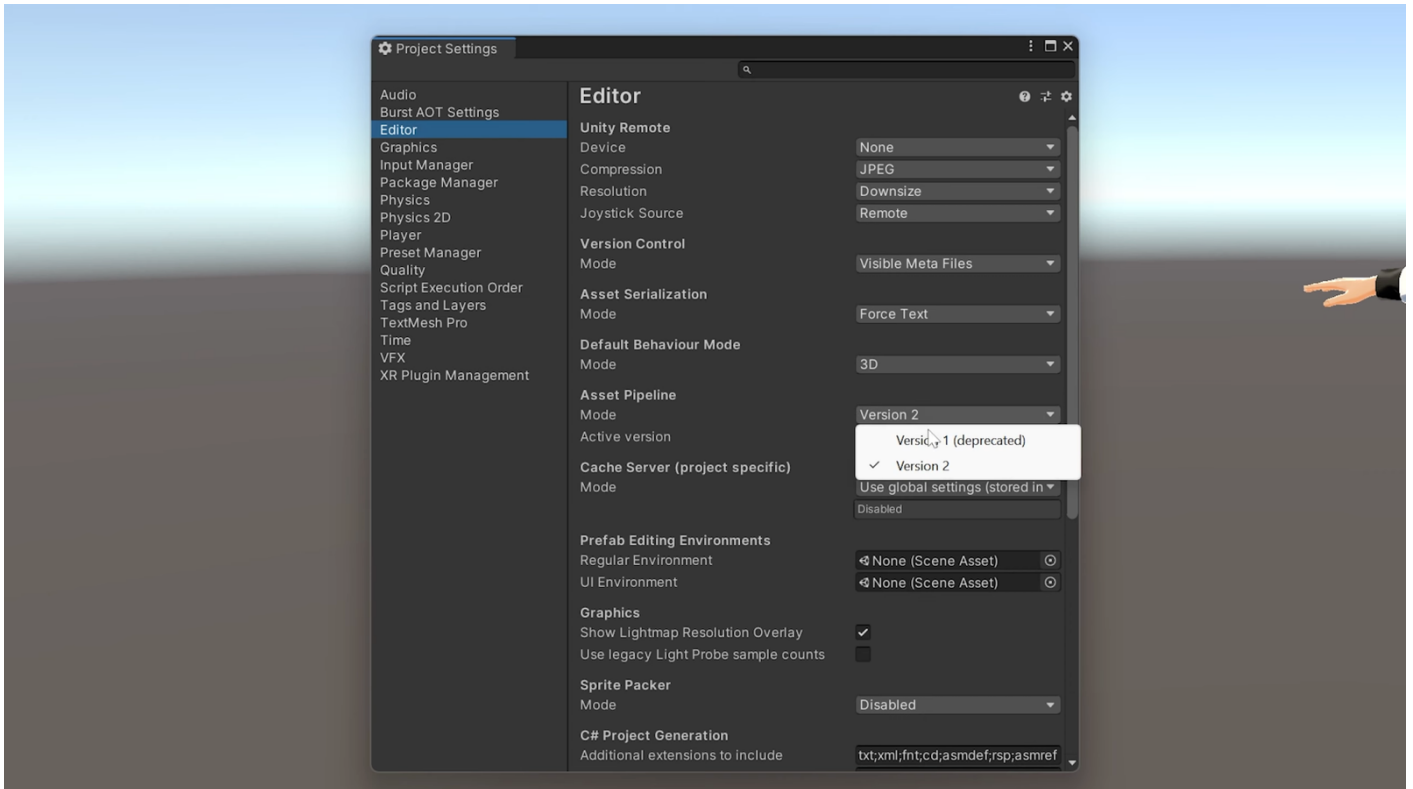 Project Settings
Audio
Burst AOT Settings
Editor
Graphics
Input Manager
Package Manager
Physics
Physics 2D
Player
Preset Manager
Quality
Script Execution Order
Tags and Layers
TextMesh Pro
Time
VFX
XR Plugin Management
Editor
Unity Remote
Device None
Compression JPEG
Resolution Downsize
Joystick Source Remote
Version Control
Mode Visible Meta Files
Asset Serialization
Mode Force Text
Default Behaviour Mode
Mode 3D
Asset Pipeline
Mode Version 2
Active version
Version 1 (deprecated)
Version 2
Cache Server (project specific)
Mode Use global settings (stored in
Disabled
Prefab Editing Environments
Regular Environment None (Scene Asset)
UI Environment None (Scene Asset)
Graphics
Show Lightmap Resolution Overlay
Use legacy Light Probe sample counts
Sprite Packer
Mode Disabled
C# Project Generation
Additional extensions to include txt;xml;fnt;cd;asmdef;rsp;asmref